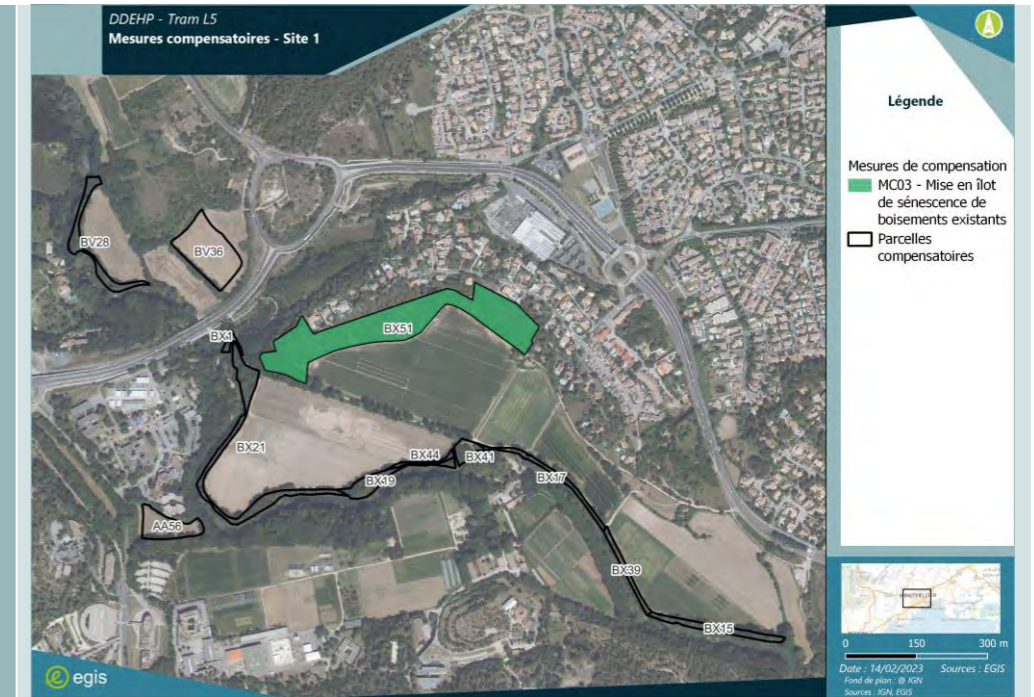 DDEHP - Tram L5
Mesures compensatoires - Site 1
Légende
Mesures de compensation
MC03 - Mise en îlot
de sénescence de
boisements existants
Parcelles
compensatoires
BV28
BV36
BX1
BX51
BX21
BX44
BX41
BX19
BX17
AA56
BX39
BX15
MONTPELLIER
0 150 300 m
Date : 14/02/2023 Sources : EGIS
Fond de plan : @ IGN
Sources : IGN, EGIS
egis